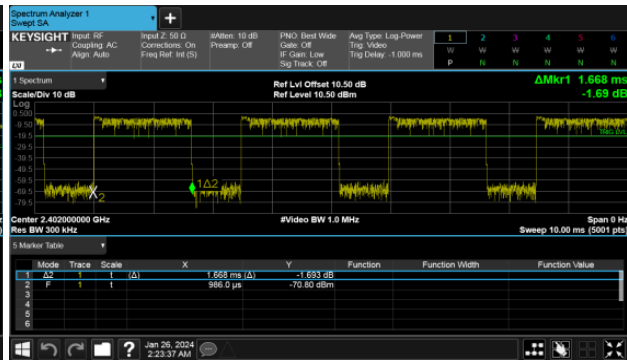 Spectrum Analyzer 1
Swept SA
+
KEYSIGHT Input: RF Input Z: 50 Ω #Atten: 10 dB PNO: Best Wide Avg Type: Log-Power 1 2 3 4 5 6
Coupling: AC Corrections: On Preamp: Off Gate: Off Trig: Video W W W W W W
Align: Auto Freq Ref: Int (S) IF Gain: Low Trig Delay: -1.000 ms P N N N N N
Sig Track: Off
LXI
1 Spectrum
Scale/Div 10 dB
Ref Lvl Offset 10.50 dB
Ref Level 10.50 dBm
ΔMkr1 1.668 ms
-1.69 dB
Log
0.500
-9.50
-19.5
-29.5
-39.5
-49.5
-59.5
-69.5
-79.5
TRIG LVL
1Δ2
X2
Center 2.402000000 GHz #Video BW 1.0 MHz Span 0 Hz
Res BW 300 kHz Sweep 10.00 ms (5001 pts)
5 Marker Table
Mode Trace Scale X Y Function Function Width Function Value
1 Δ2 1 t (Δ) 1.668 ms (Δ) -1.693 dB
2 F 1 t 986.0 µs -70.80 dBm
3
4
5
6
?
Jan 26, 2024
2:23:37 AM